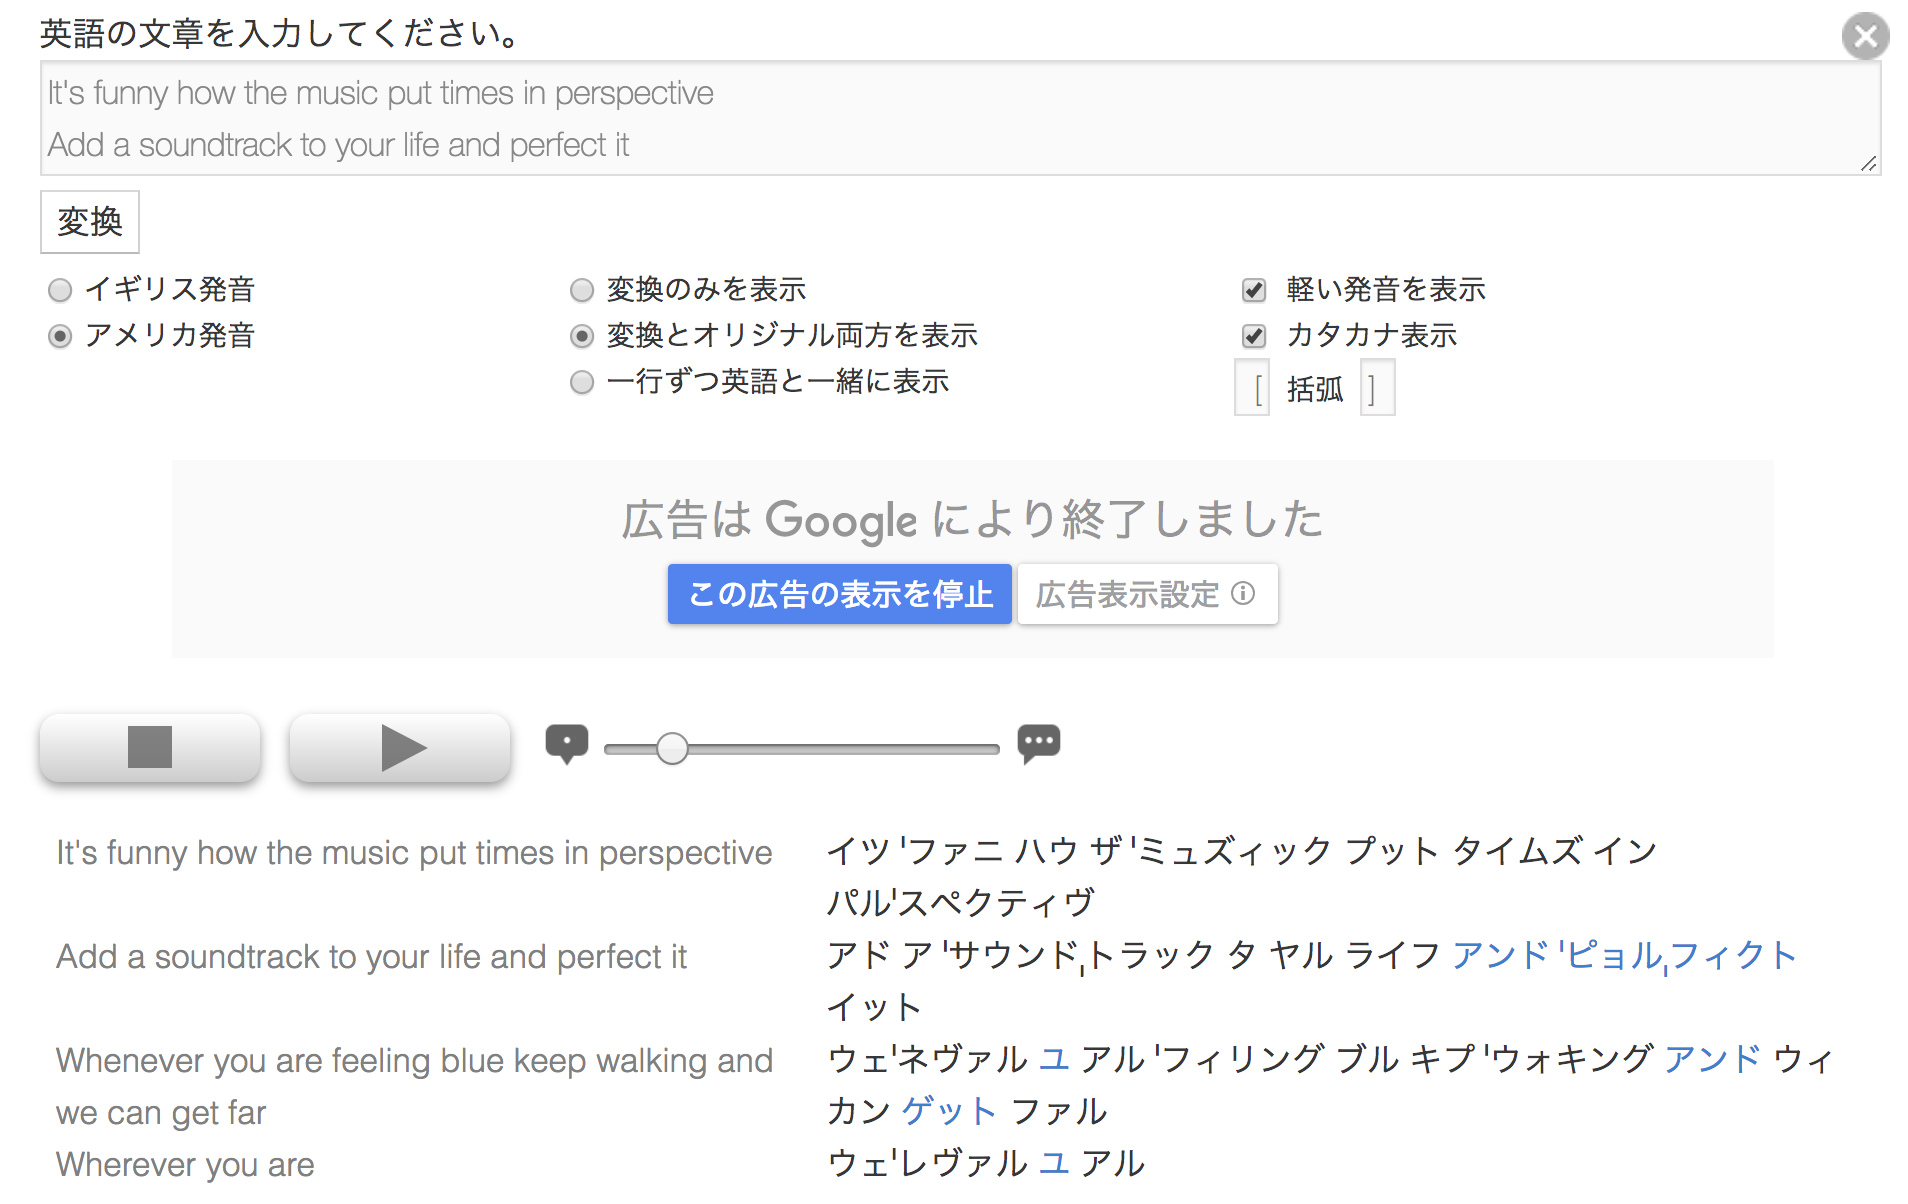 英語の文章を入力してください。
It's funny how the music put times in perspective
Add a soundtrack to your life and perfect it
変換
イギリス発音 変換のみを表示 軽い発音を表示
アメリカ発音 変換とオリジナル両方を表示 カタカナ表示
一行ずつ英語と一緒に表示 [ 括弧 ]
広告は Google により終了しました
この広告の表示を停止 広告表示設定
It's funny how the music put times in perspective イツ 'ファニ ハウ ザ 'ミュズィック プット タイムズ イン
パル'スペクティヴ
Add a soundtrack to your life and perfect it アド ア 'サウンド,トラック タ ヤル ライフ アンド 'ピョル,フィクト
イット
Whenever you are feeling blue keep walking and ウェ'ネヴァル ユ アル 'フィリング ブル キプ 'ウォキング アンド ウィ
we can get far カン ゲット ファル
Wherever you are ウェ'レヴァル ユ アル